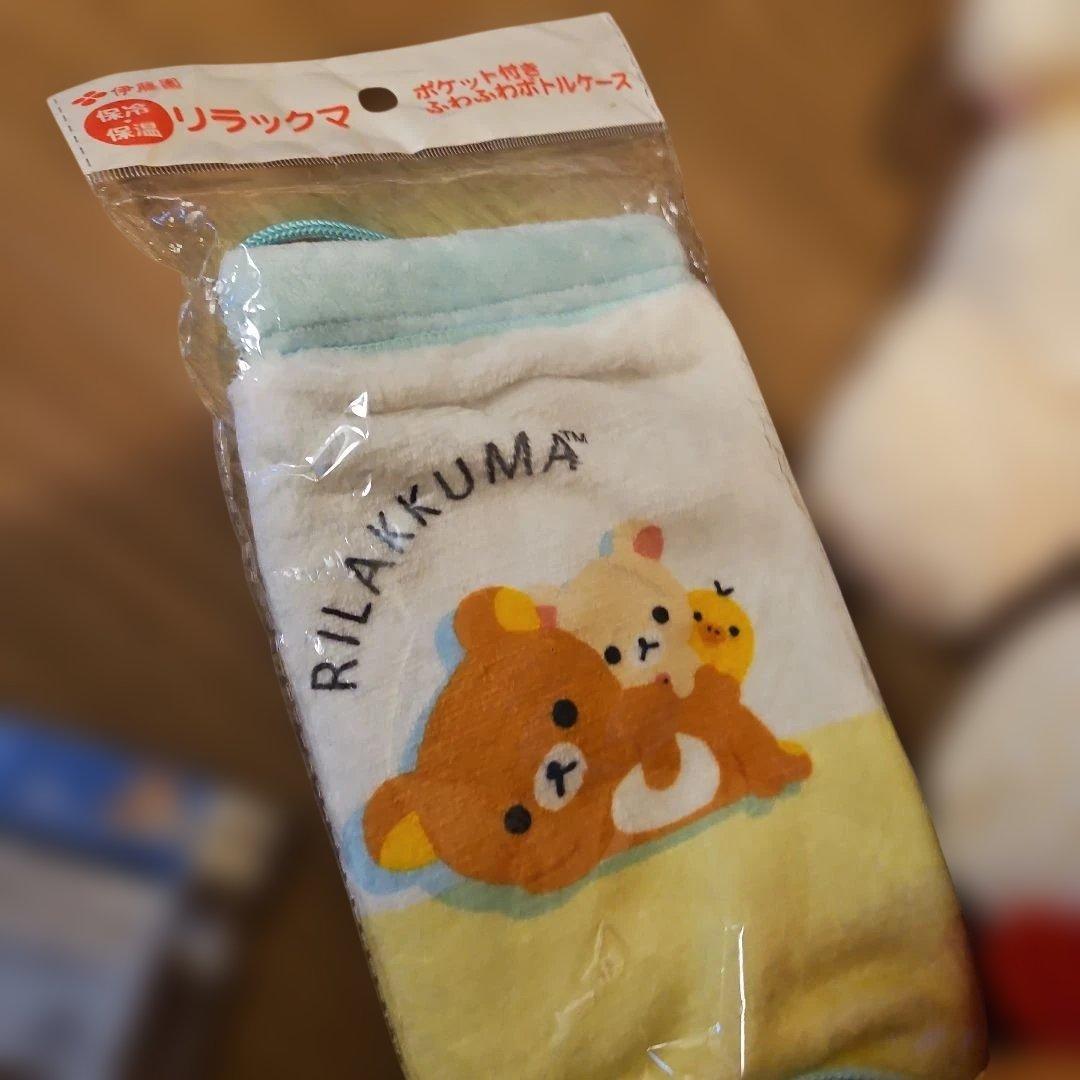 伊藤園
保冷・保温
リラックマ
ポケット付き
ふわふわボトルケース
RILAKKUMA™